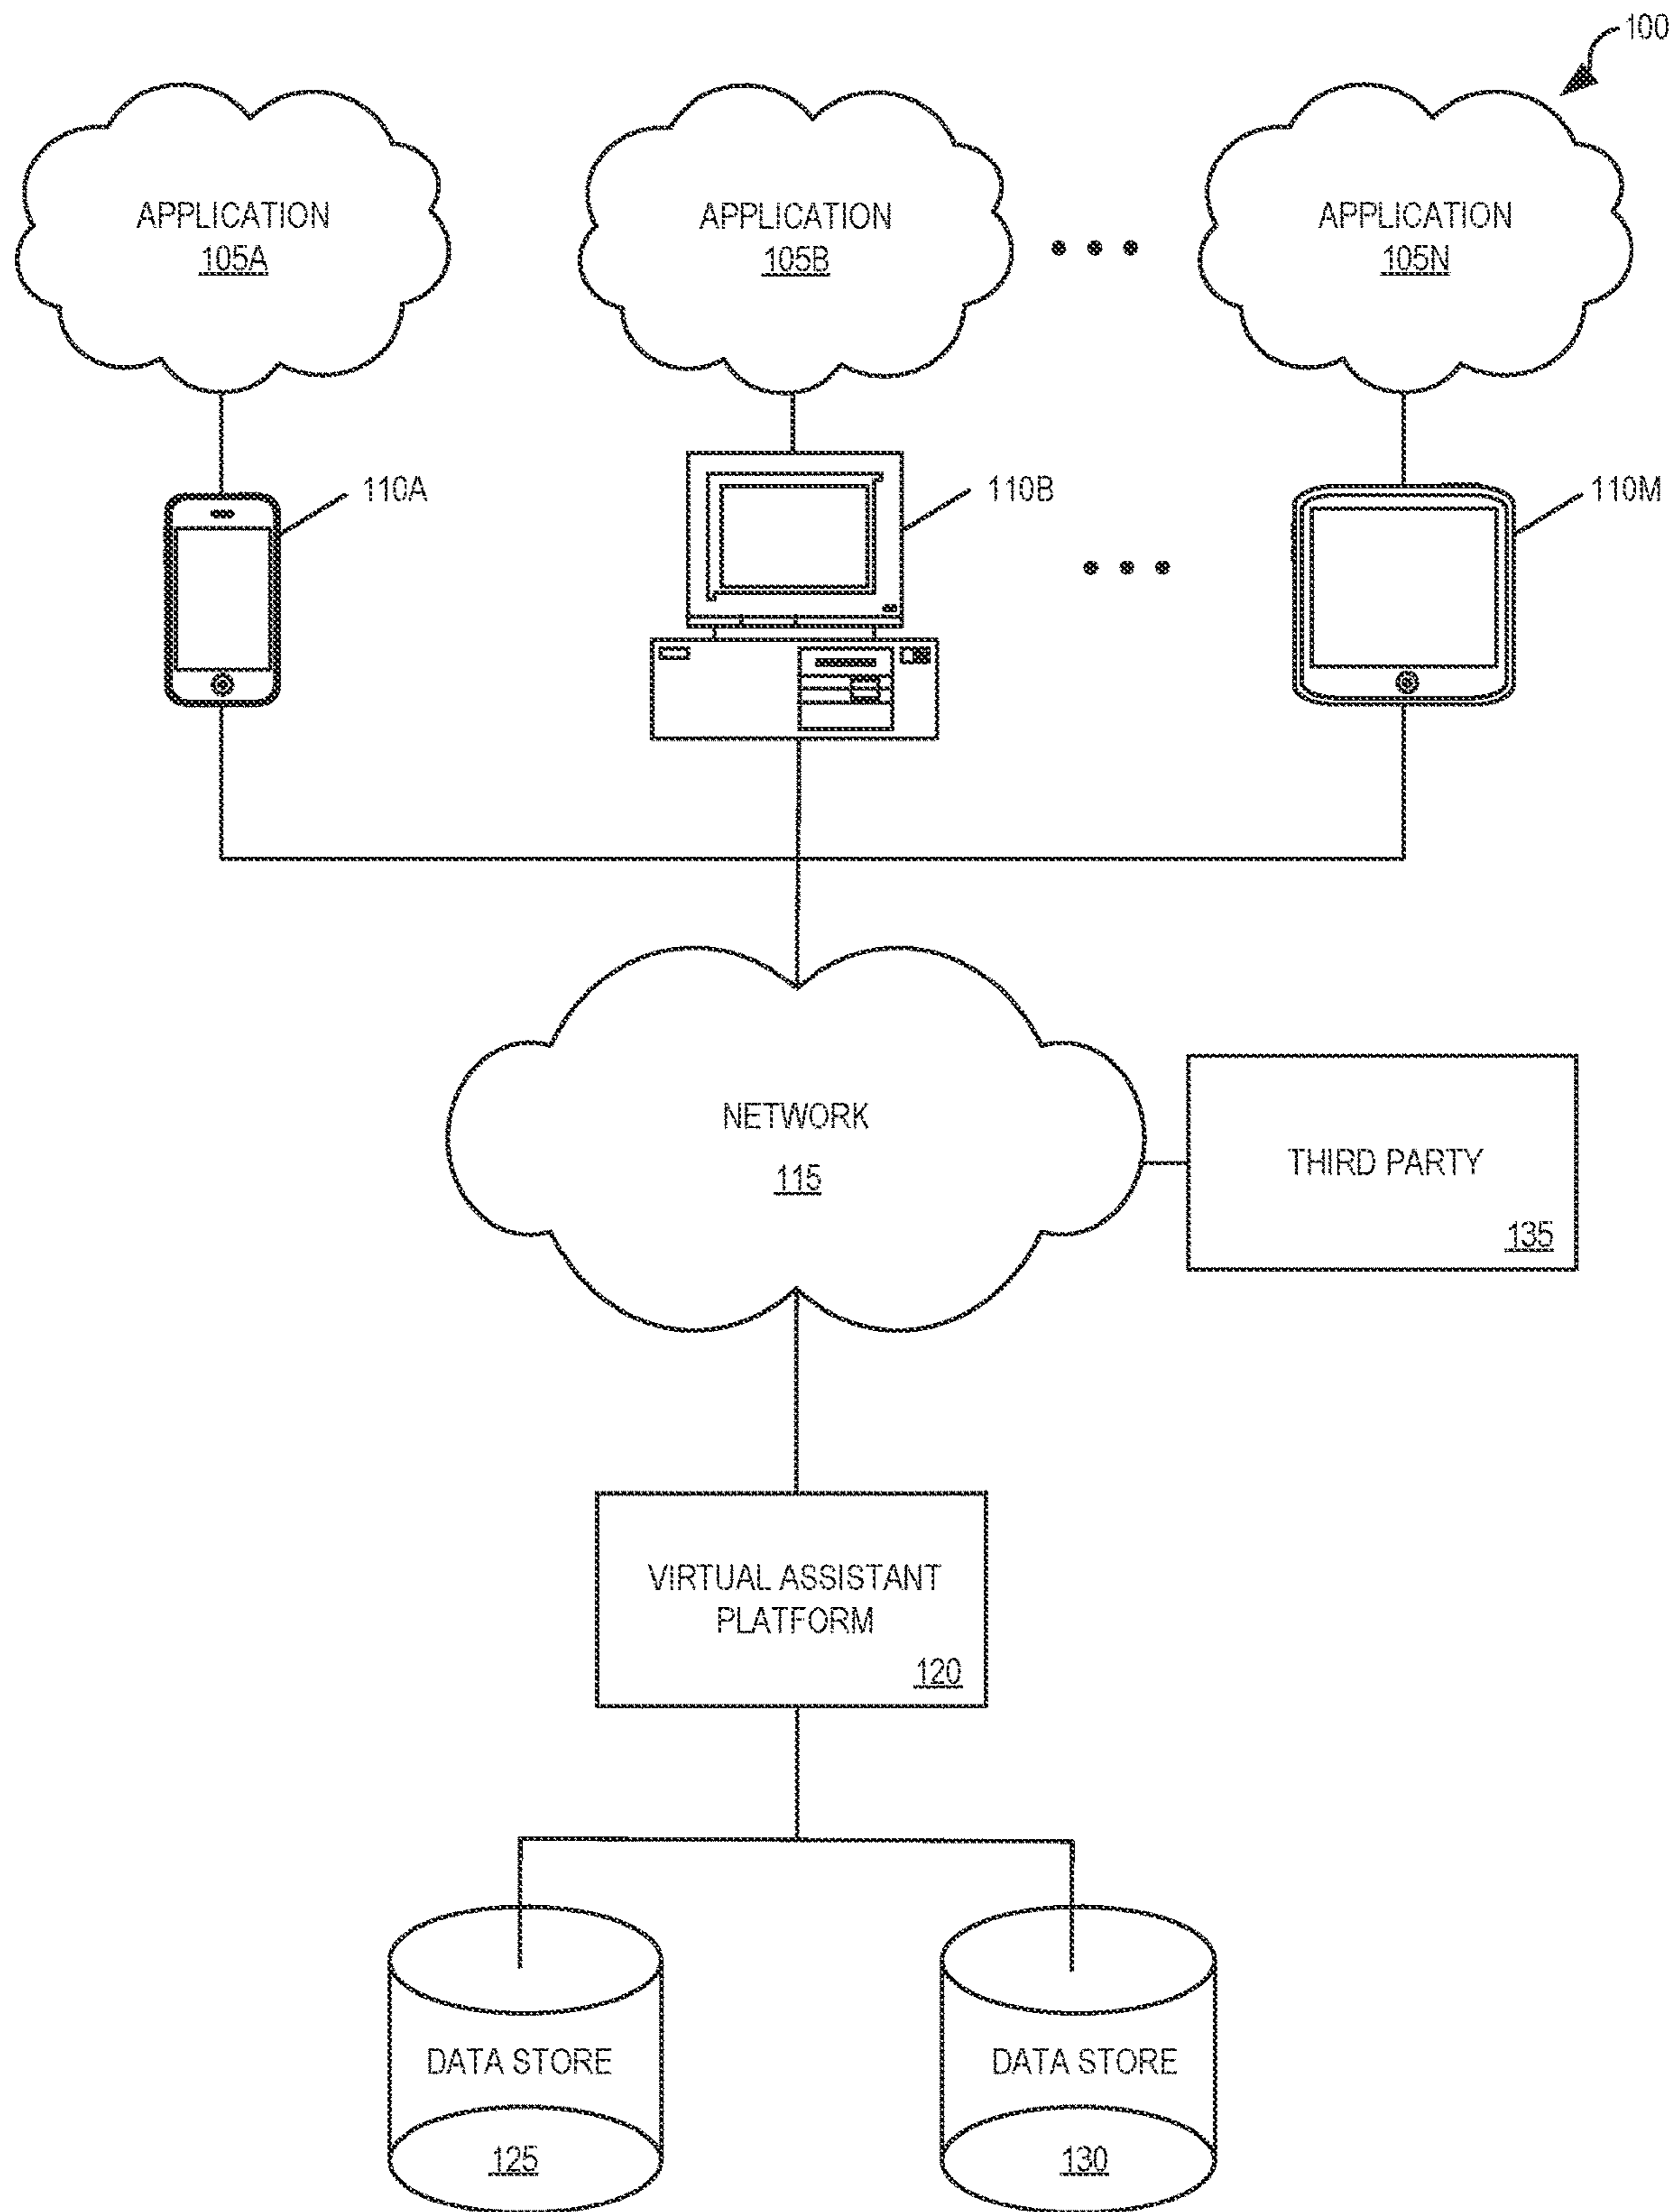 100
APPLICATION
105A
APPLICATION
105B
APPLICATION
105N
110A
110B
110M
NETWORK
115
THIRD PARTY
135
VIRTUAL ASSISTANT
PLATFORM
120
DATA STORE
125
DATA STORE
130